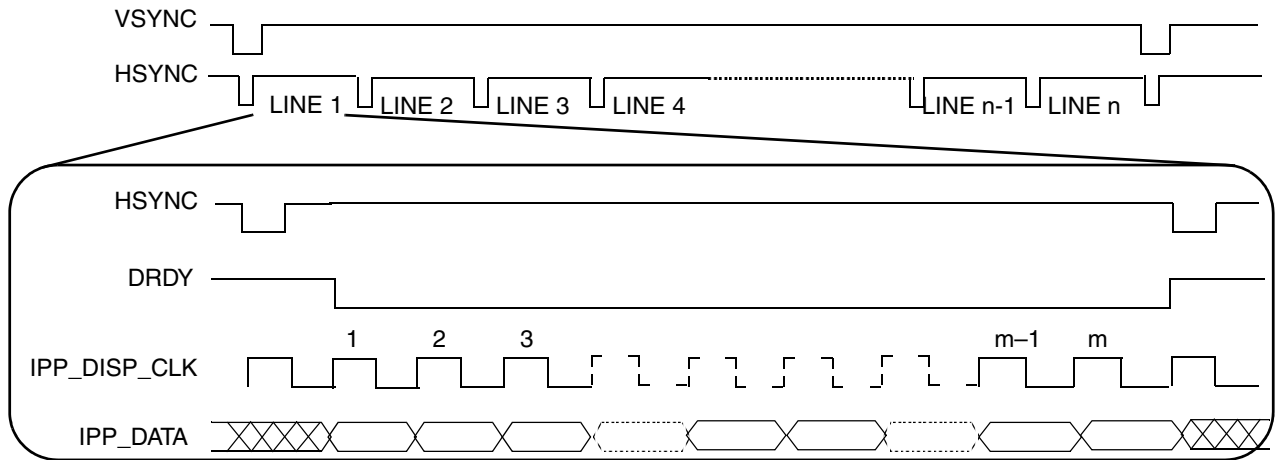 VSYNC
HSYNC
LINE 1 LINE 2 LINE 3 LINE 4 LINE n-1 LINE n
HSYNC
DRDY
1 2 3 m–1 m
IPP_DISP_CLK
IPP_DATA